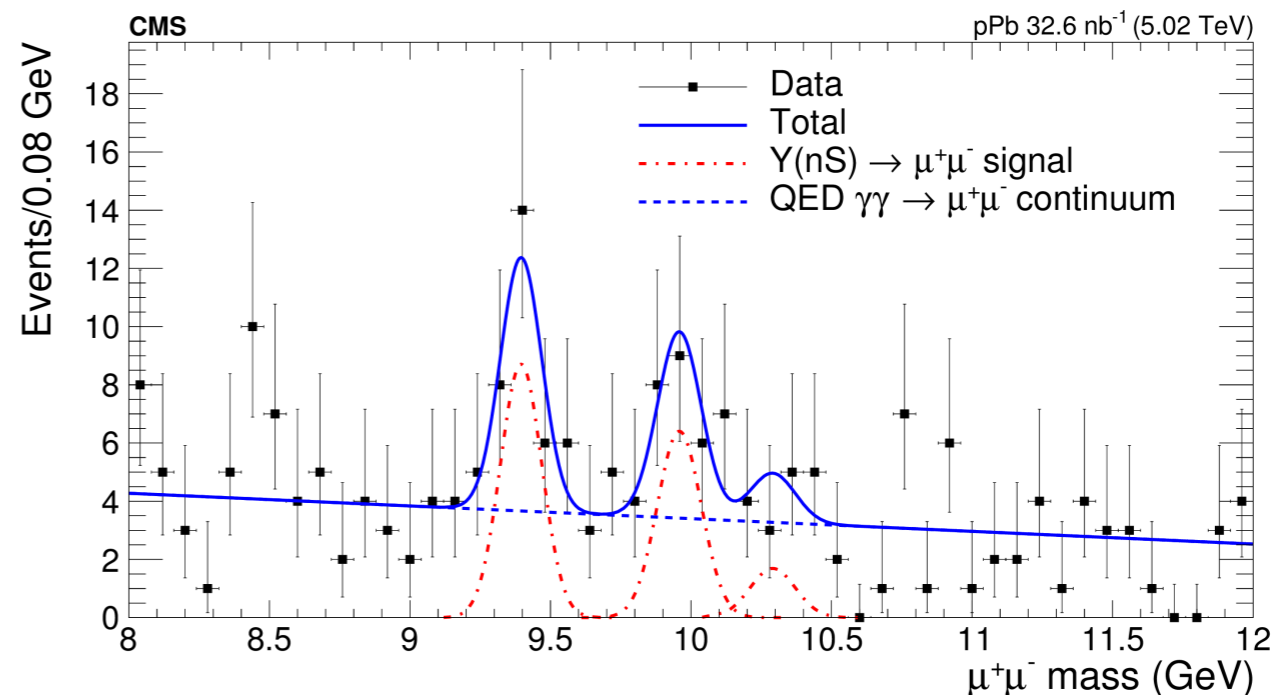 CMS
pPb 32.6 nb⁻¹ (5.02 TeV)
Events/0.08 GeV
18
16
14
12
10
8
6
4
2
0
Data
Total
Υ(nS) → μ⁺μ⁻ signal
QED γγ → μ⁺μ⁻ continuum
8 8.5 9 9.5 10 10.5 11 11.5 12
μ⁺μ⁻ mass (GeV)